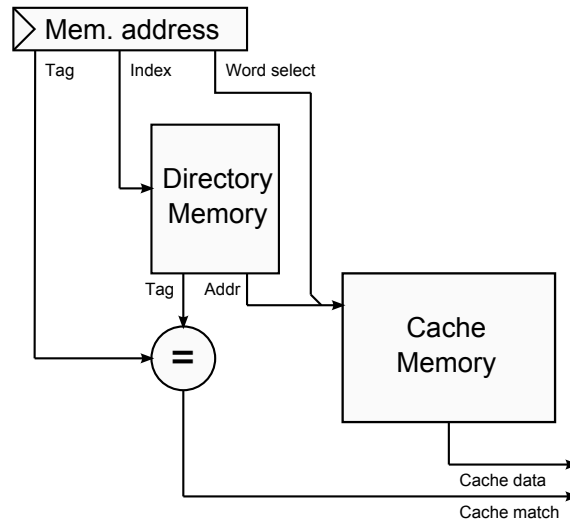 Mem. address
Tag Index Word select
Directory
Memory
Tag Addr
Cache
Memory
=
Cache data
Cache match